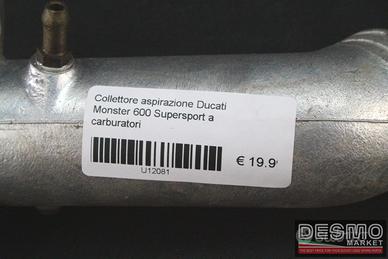 Collettore aspirazione Ducati
Monster 600 Supersport a
carburatori
€ 19.9
U12081
DESMO
MARKET